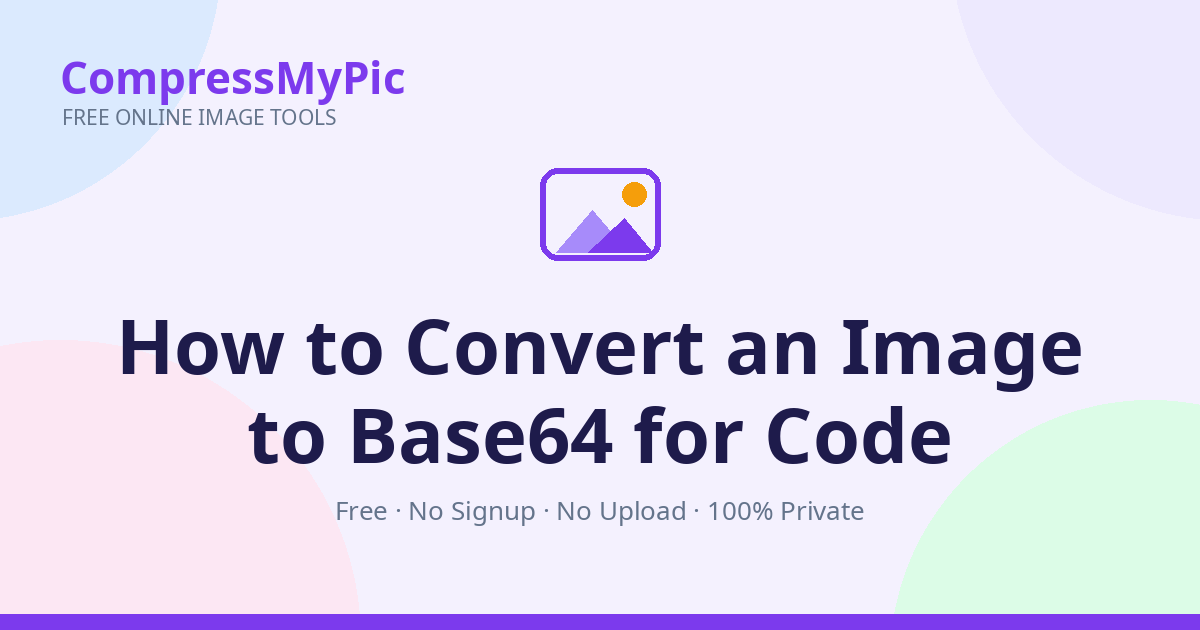 CompressMyPic
FREE ONLINE IMAGE TOOLS
How to Convert an Image
to Base64 for Code
Free · No Signup · No Upload · 100% Private